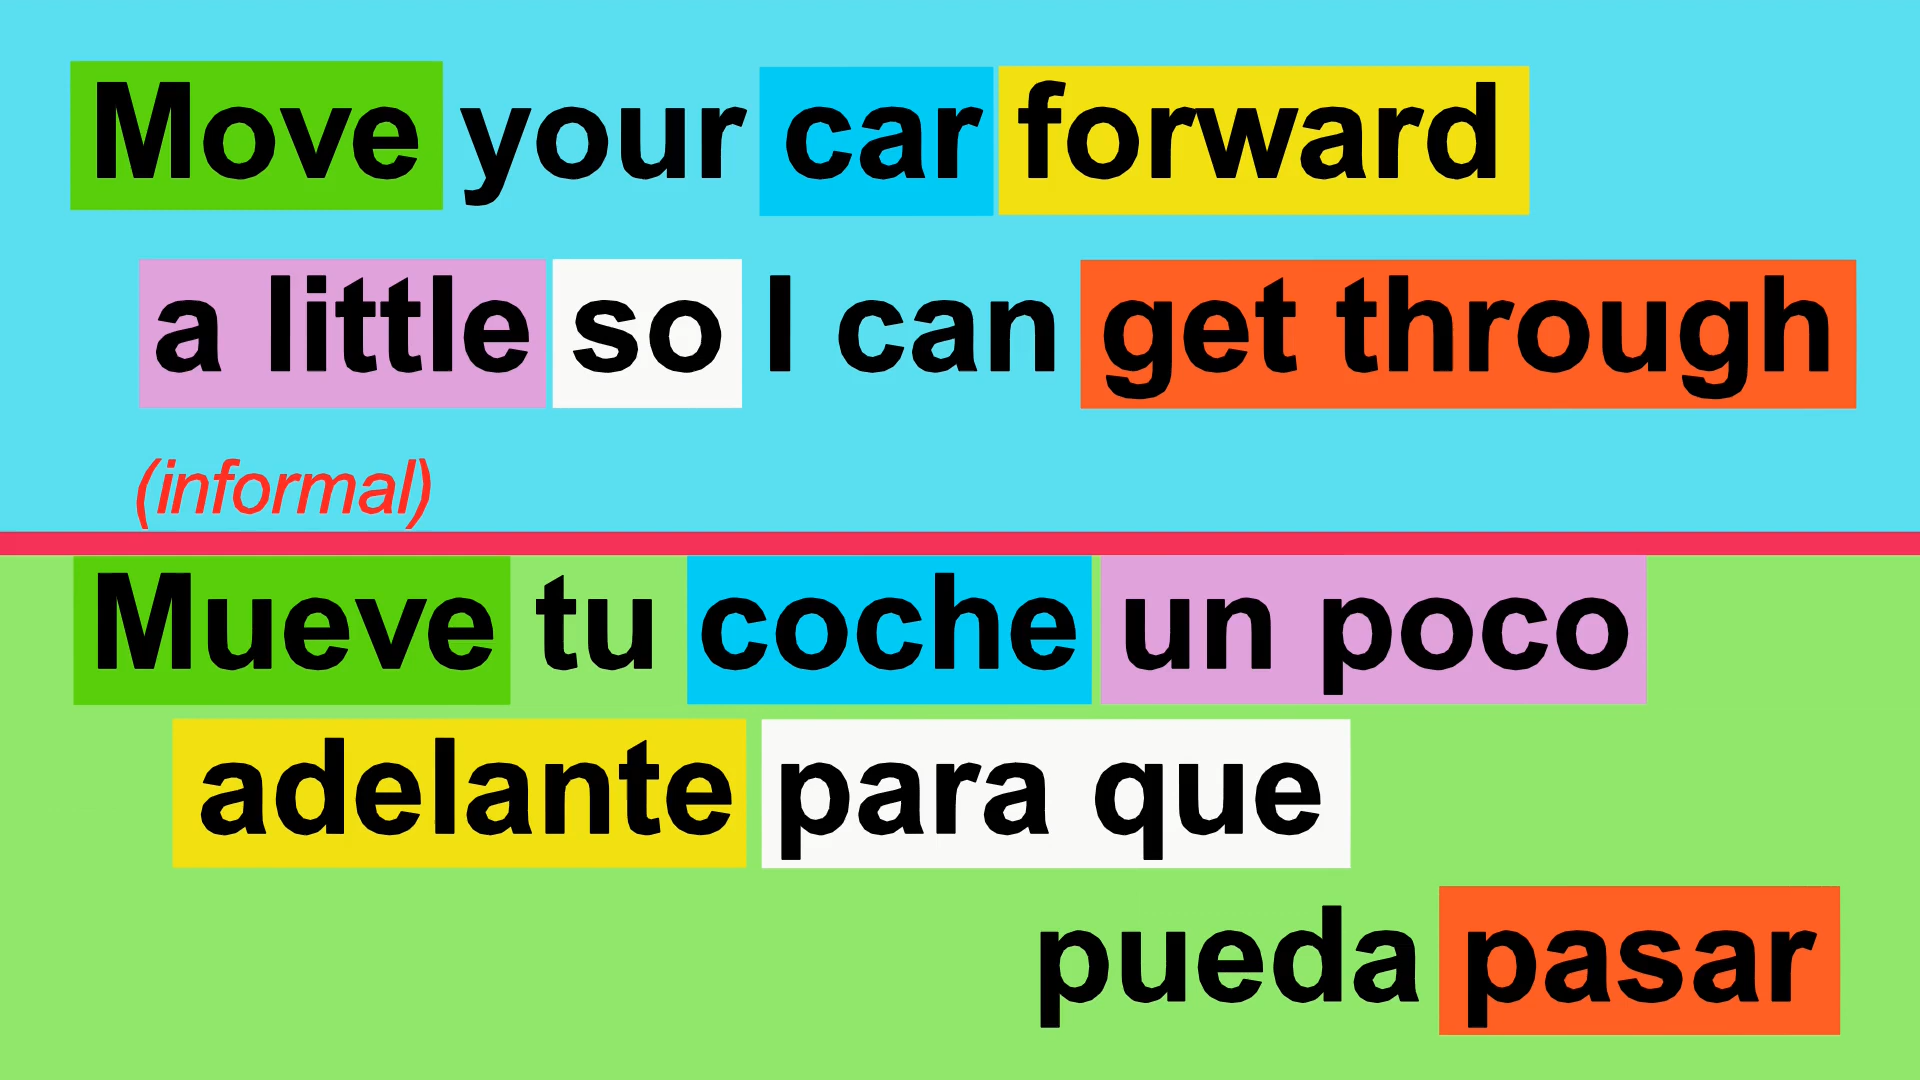 Move your car forward
a little so I can get through
(informal)
Mueve tu coche un poco
adelante para que
pueda pasar